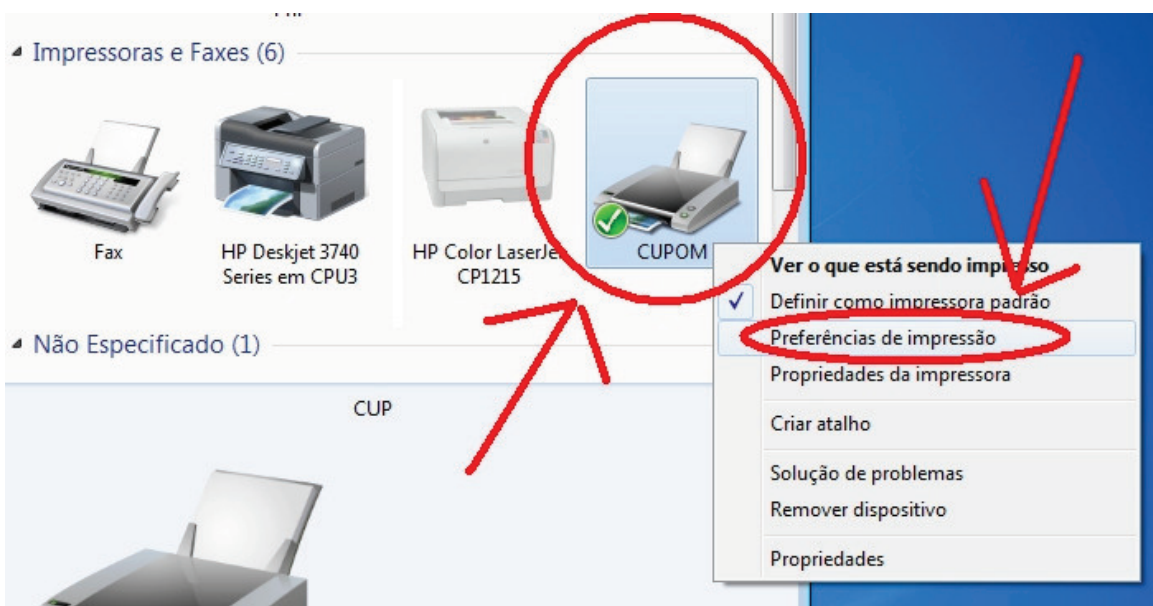 Impressoras e Faxes (6)
Fax
HP Deskjet 3740
Series em CPU3
HP Color LaserJe
CP1215
CUPOM
Ver o que está sendo impresso
Definir como impressora padrão
Preferências de impressão
Propriedades da impressora
Criar atalho
Solução de problemas
Remover dispositivo
Propriedades
Não Especificado (1)
CUP